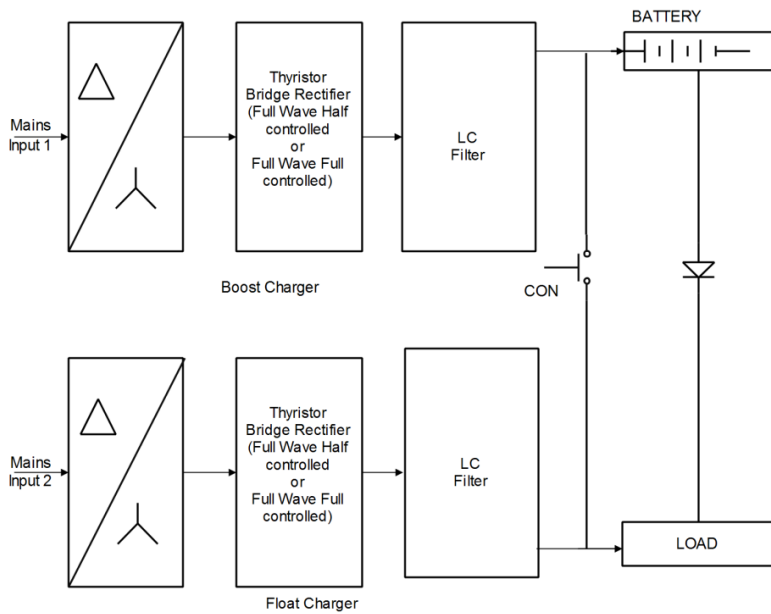 BATTERY
Mains
Input 1
Thyristor
Bridge Rectifier
(Full Wave Half
controlled
or
Full Wave Full
controlled)
LC
Filter
Boost Charger
CON
Mains
Input 2
Thyristor
Bridge Rectifier
(Full Wave Half
controlled
or
Full Wave Full
controlled)
LC
Filter
LOAD
Float Charger